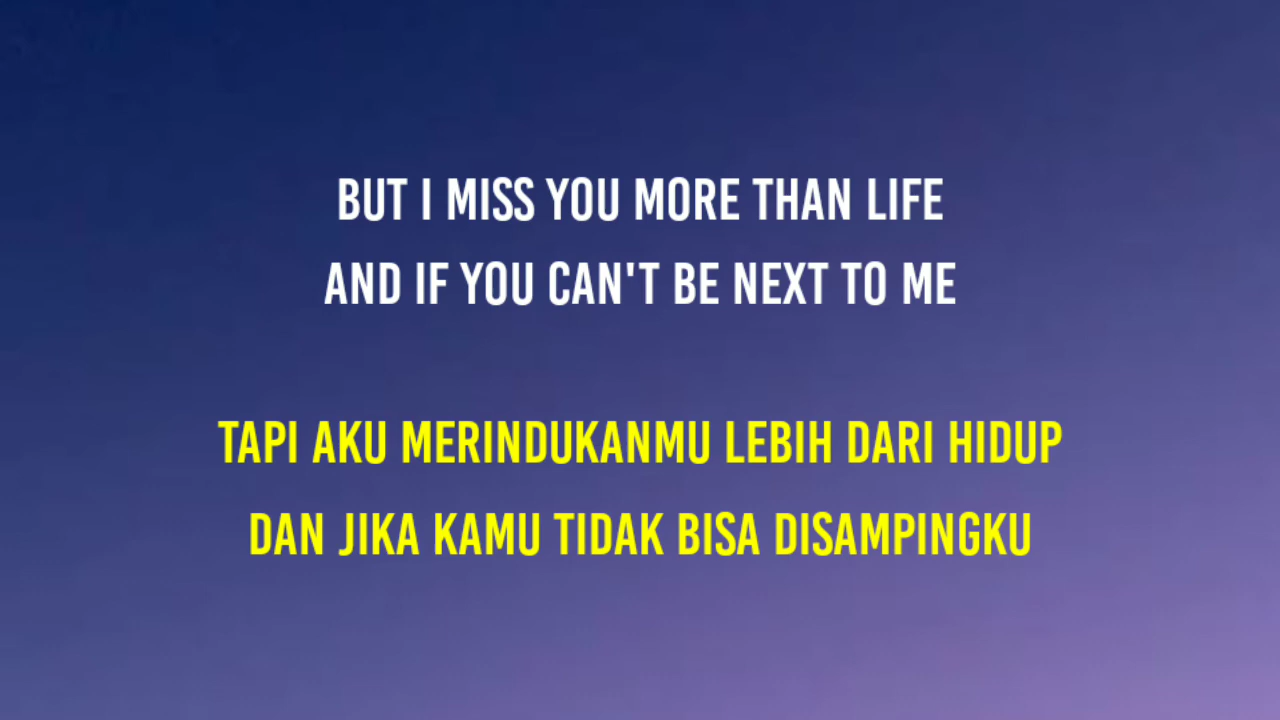 BUT I MISS YOU MORE THAN LIFE
AND IF YOU CAN'T BE NEXT TO ME
TAPI AKU MERINDUKANMU LEBIH DARI HIDUP
DAN JIKA KAMU TIDAK BISA DISAMPINGKU